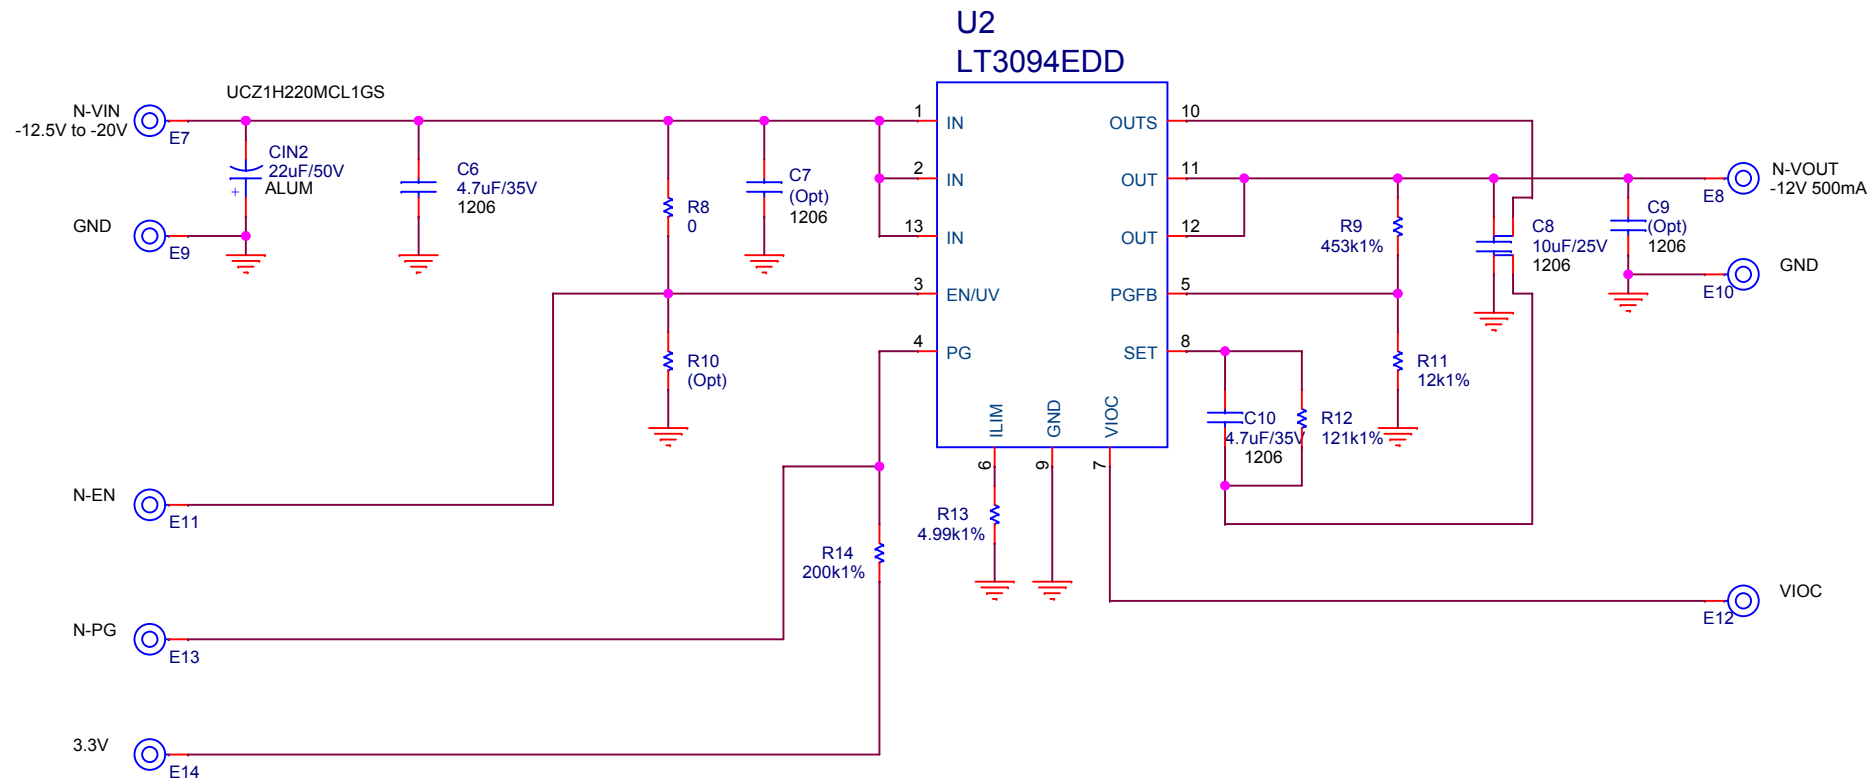 U2
LT3094EDD
UCZ1H220MCL1GS
N-VIN
-12.5V to -20V
E7
CIN2
22uF/50V
+
ALUM
C6
4.7uF/35V
1206
R8
0
C7
(Opt)
1206
GND
E9
1
IN
2
IN
13
IN
3
EN/UV
4
PG
OUTS
10
OUT
11
OUT
12
PGFB
5
SET
8
ILIM
GND
VIOC
6
9
7
R10
(Opt)
R9
453k1%
R11
12k1%
C8
10uF/25V
1206
C9
(Opt)
1206
N-VOUT
-12V 500mA
E8
GND
E10
C10
4.7uF/35V
1206
R12
121k1%
N-EN
E11
R13
4.99k1%
R14
200k1%
N-PG
E13
VIOC
E12
3.3V
E14